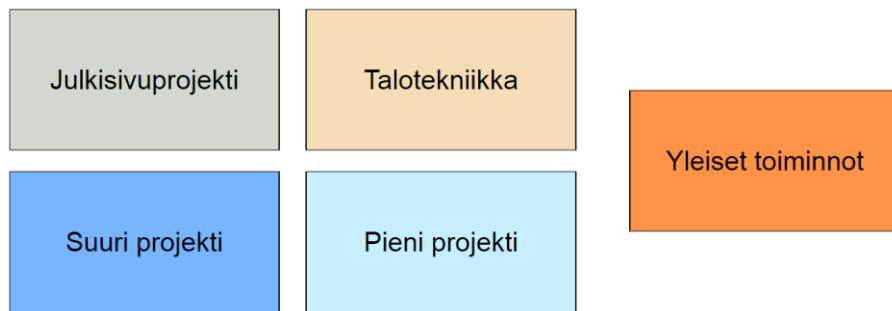 Julkisivuprojekti
Talotekniikka
Yleiset toiminnot
Suuri projekti
Pieni projekti